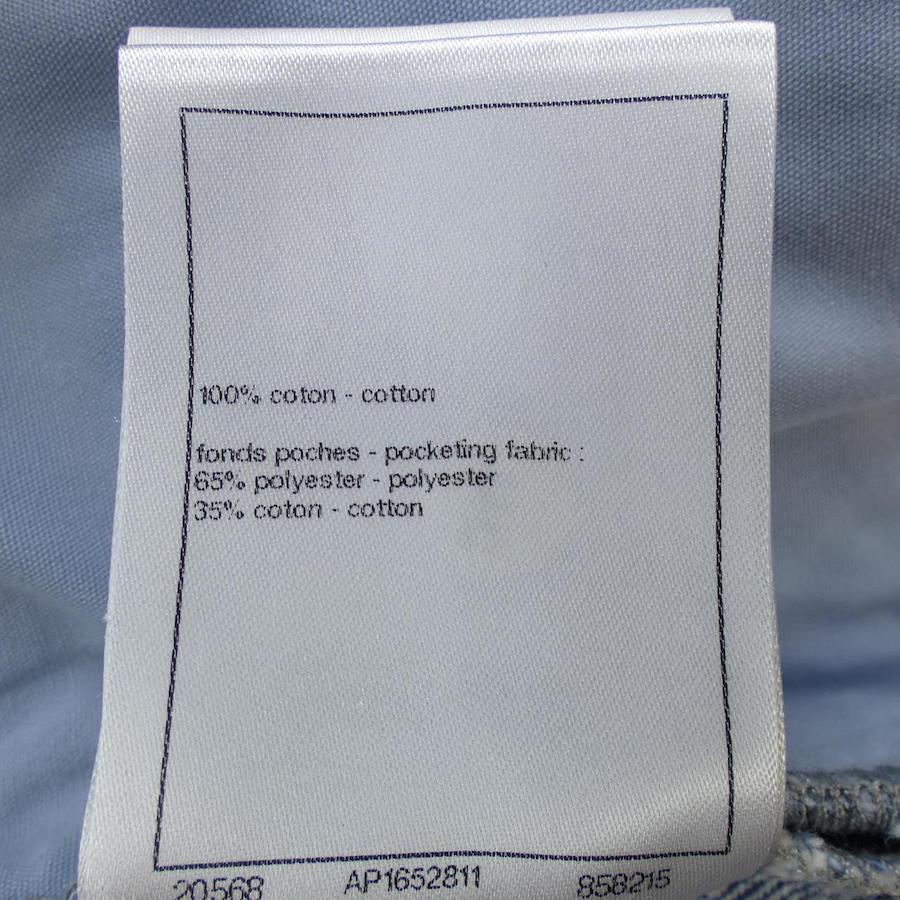 100% coton - cotton
fonds poches - pocketing fabric :
65% polyester - polyester
35% coton - cotton
20568 AP1652811 858215